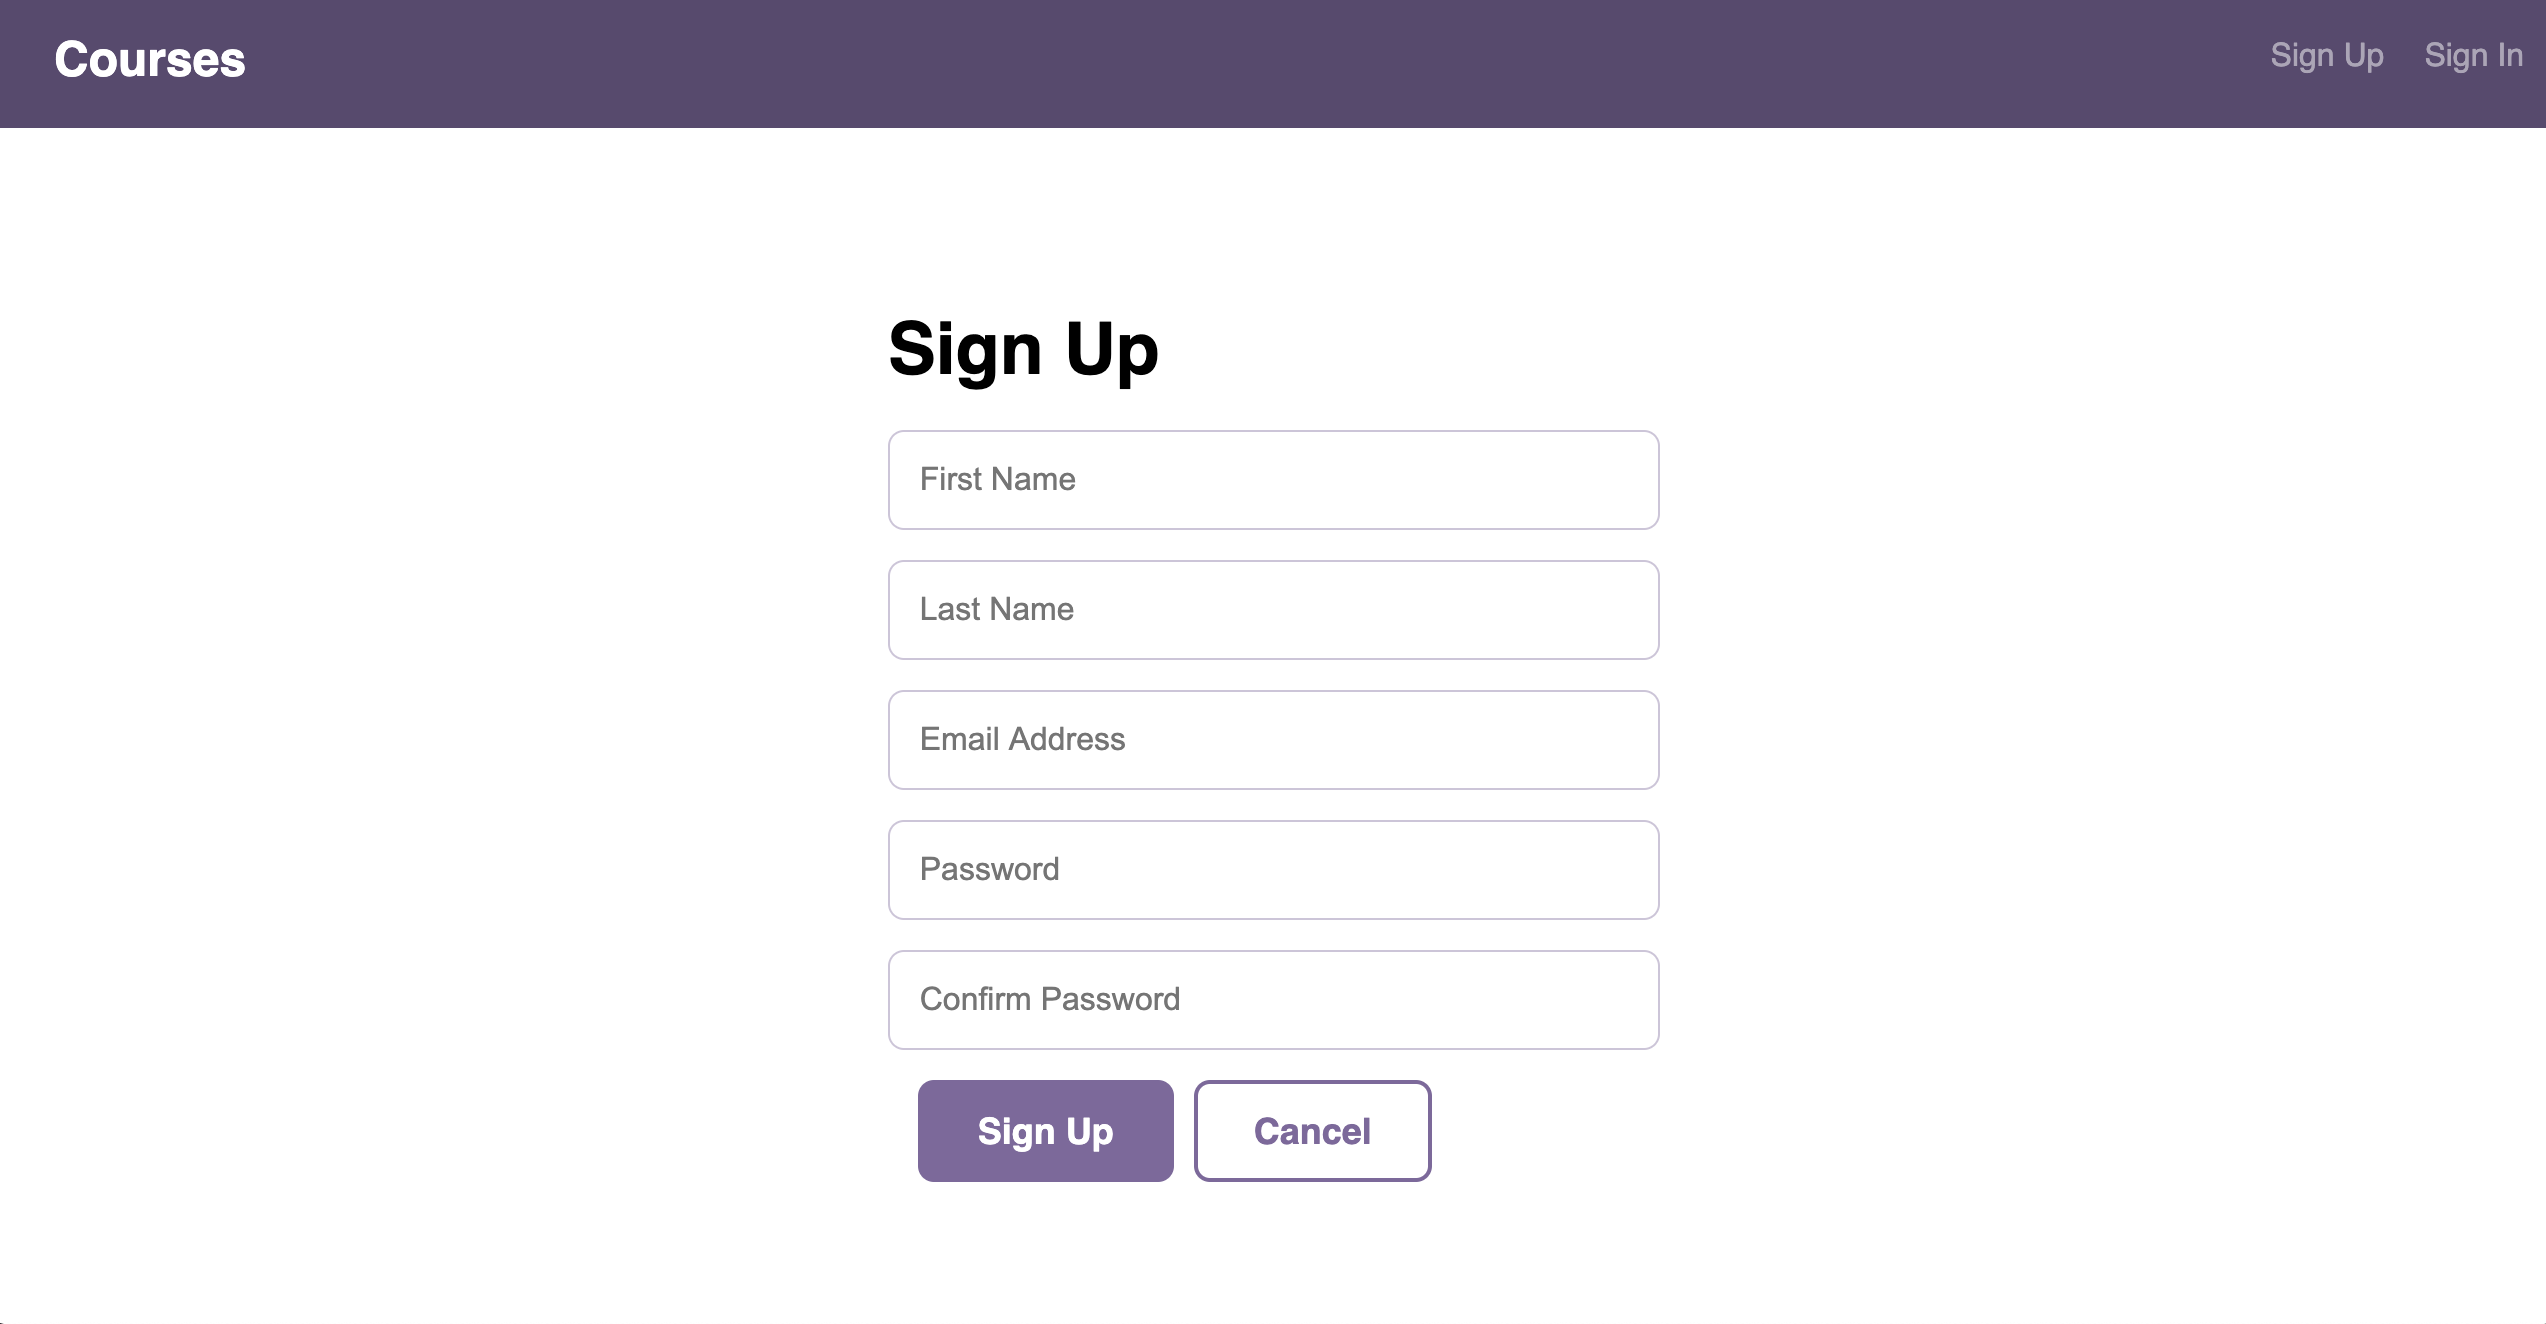 Courses
Sign Up
Sign In
Sign Up
First Name
Last Name
Email Address
Password
Confirm Password
Sign Up
Cancel